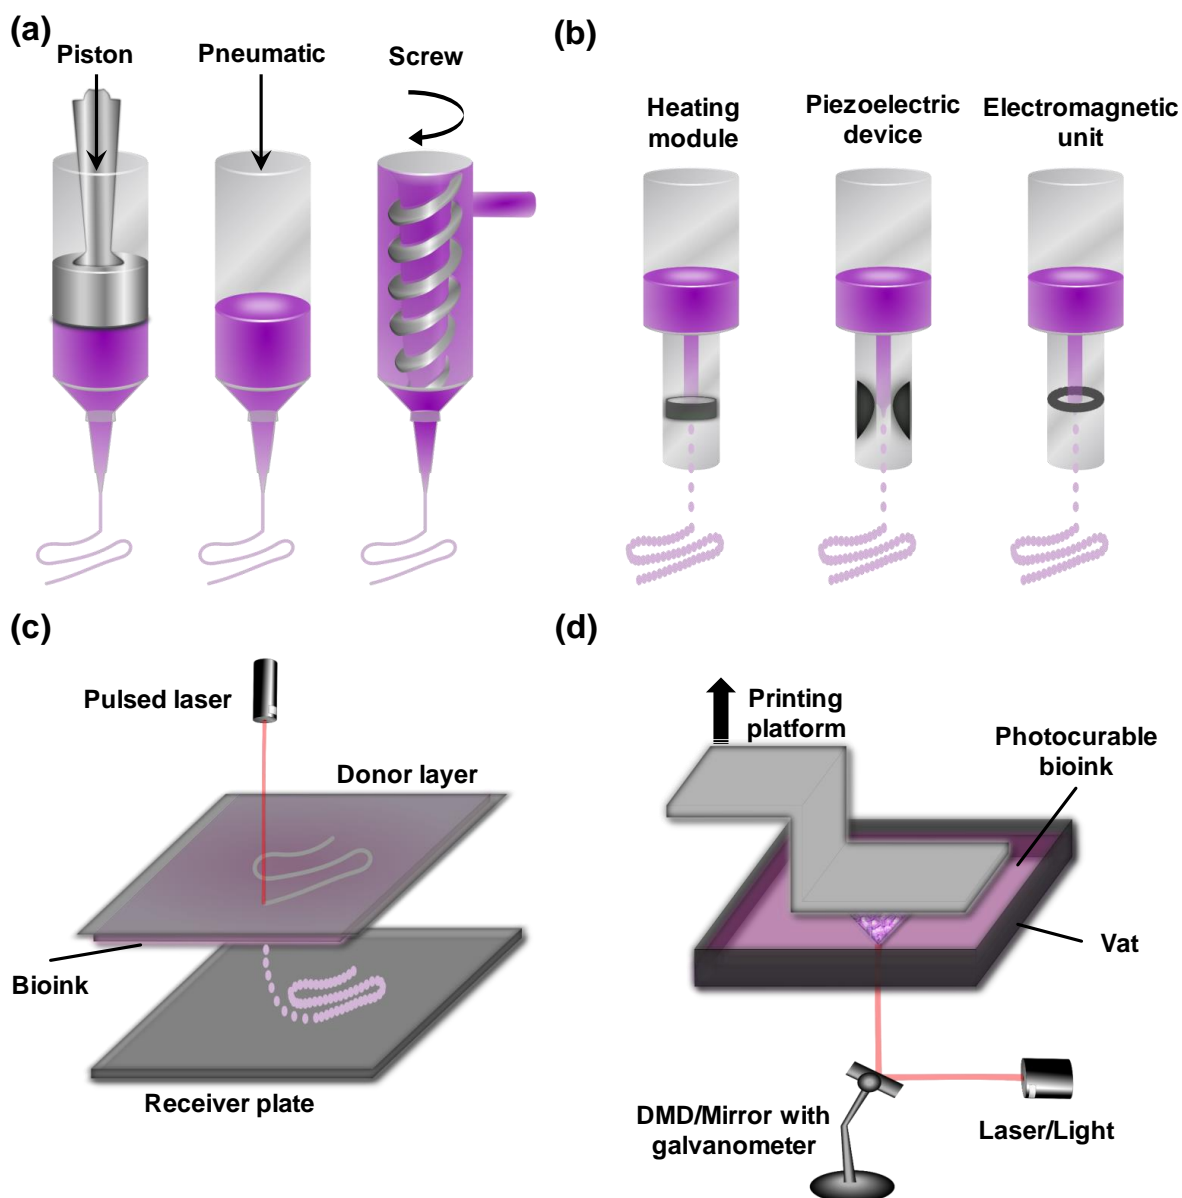 (a)
Piston
Pneumatic
Screw
(b)
Heating
module
Piezoelectric
device
Electromagnetic
unit
(c)
Pulsed laser
Donor layer
Bioink
Receiver plate
(d)
Printing
platform
Photocurable
bioink
Vat
DMD/Mirror with
galvanometer
Laser/Light